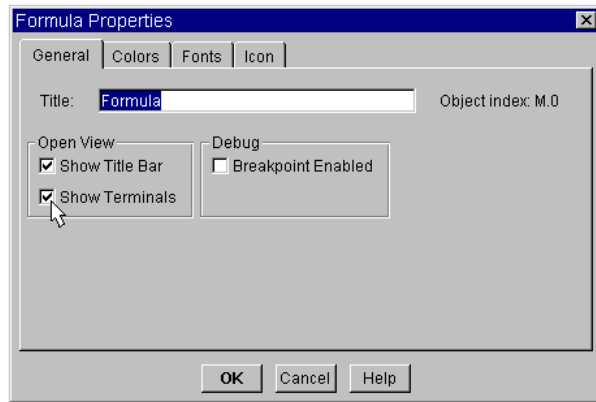 Formula Properties
General Colors Fonts Icon
Title: Formula Object index: M.0
Open View Debug
Show Title Bar Breakpoint Enabled
Show Terminals
OK Cancel Help